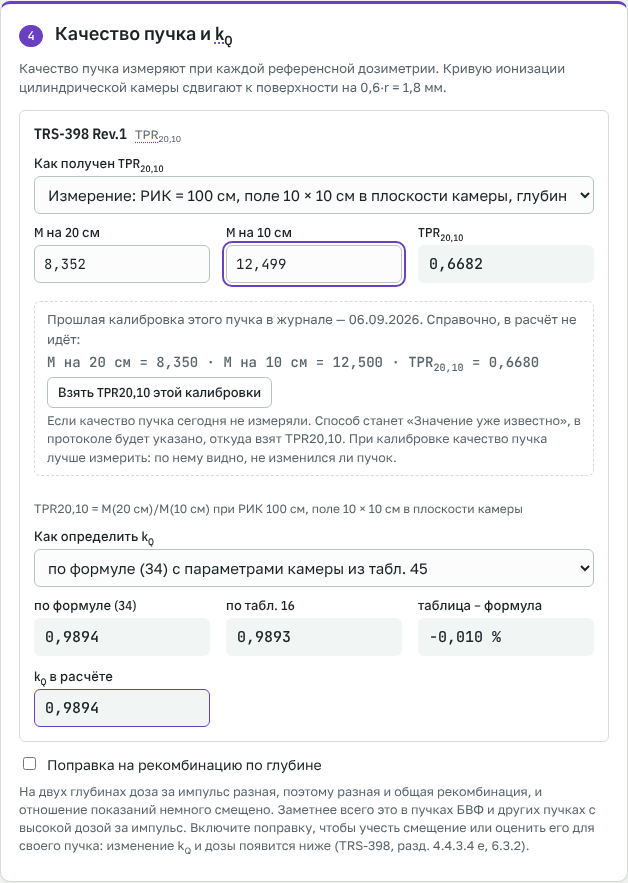 4 Качество пучка и kQ
Качество пучка измеряют при каждой референсной дозиметрии. Кривую ионизации
цилиндрической камеры сдвигают к поверхности на 0,6·r = 1,8 мм.
TRS-398 Rev.1 TPR20,10
Как получен TPR20,10
Измерение: РИК = 100 см, поле 10 × 10 см в плоскости камеры, глубин
М на 20 см М на 10 см TPR20,10
8,352 12,499 0,6682
Прошлая калибровка этого пучка в журнале — 06.09.2026. Справочно, в расчёт не
идёт:
М на 20 см = 8,350 · М на 10 см = 12,500 · TPR20,10 = 0,6680
Взять TPR20,10 этой калибровки
Если качество пучка сегодня не измеряли. Способ станет «Значение уже известно», в
протоколе будет указано, откуда взят TPR20,10. При калибровке качество пучка
лучше измерить: по нему видно, не изменился ли пучок.
TPR20,10 = M(20 см)/M(10 см) при РИК 100 см, поле 10 × 10 см в плоскости камеры
Как определить kQ
по формуле (34) с параметрами камеры из табл. 45
по формуле (34) по табл. 16 таблица − формула
0,9894 0,9893 -0,010 %
kQ в расчёте
0,9894
Поправка на рекомбинацию по глубине
На двух глубинах доза за импульс разная, поэтому разная и общая рекомбинация, и
отношение показаний немного смещено. Заметнее всего это в пучках БВФ и других пучках с
высокой дозой за импульс. Включите поправку, чтобы учесть смещение или оценить его для
своего пучка: изменение kQ и дозы появится ниже (TRS-398, разд. 4.4.3.4 e, 6.3.2).